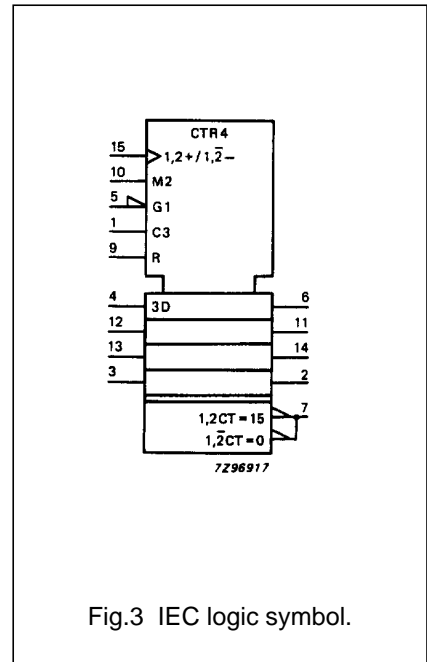 CTR4
15 1,2+/1,2̅−
10 M2
5 G1
1 C3
9 R
4 3D 6
12 11
13 14
3 2
1,2CT=15 7
1,2̅CT=0
7Z96917
Fig.3 IEC logic symbol.